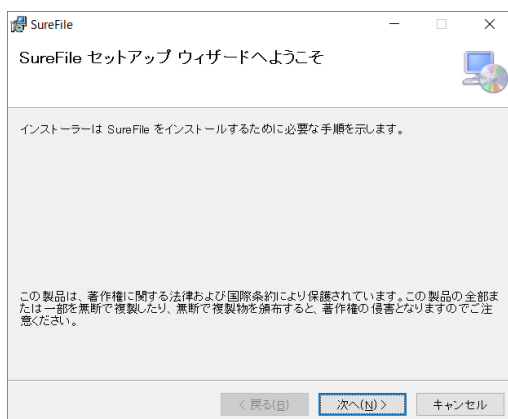 SureFile
SureFile セットアップ ウィザードへようこそ
インストーラーは SureFile をインストールするために必要な手順を示します。
この製品は、著作権に関する法律および国際条約により保護されています。この製品の全部ま
たは一部を無断で複製したり、無断で複製物を頒布すると、著作権の侵害となりますのでご注
意ください。
< 戻る(B)
次へ(N) >
キャンセル